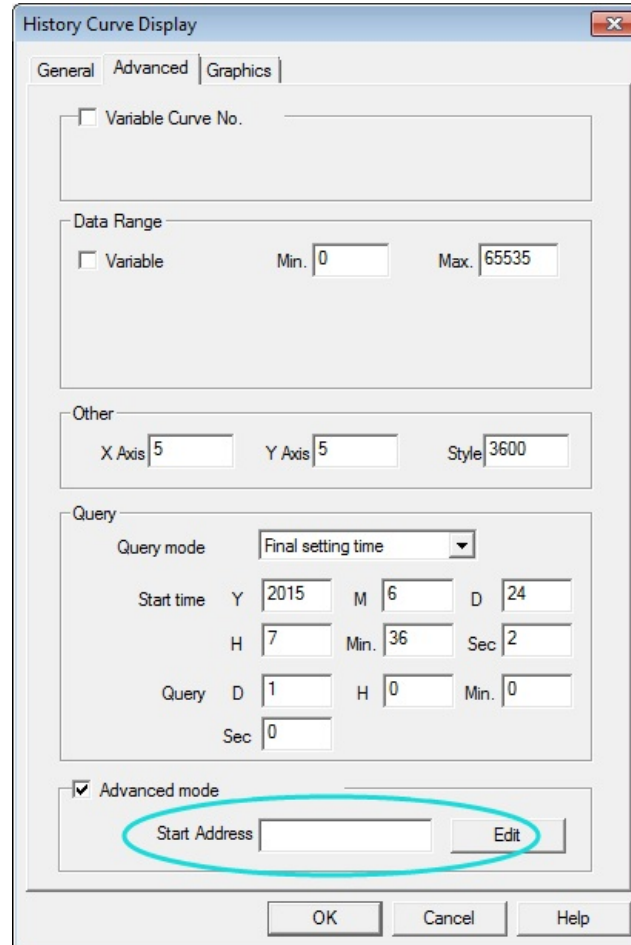 History Curve Display
General Advanced Graphics
Variable Curve No.
Data Range
Variable Min. 0 Max. 65535
Other
X Axis 5 Y Axis 5 Style 3600
Query
Query mode Final setting time
Start time Y 2015 M 6 D 24
H 7 Min. 36 Sec 2
Query D 1 H 0 Min. 0
Sec 0
Advanced mode
Start Address Edit
OK Cancel Help